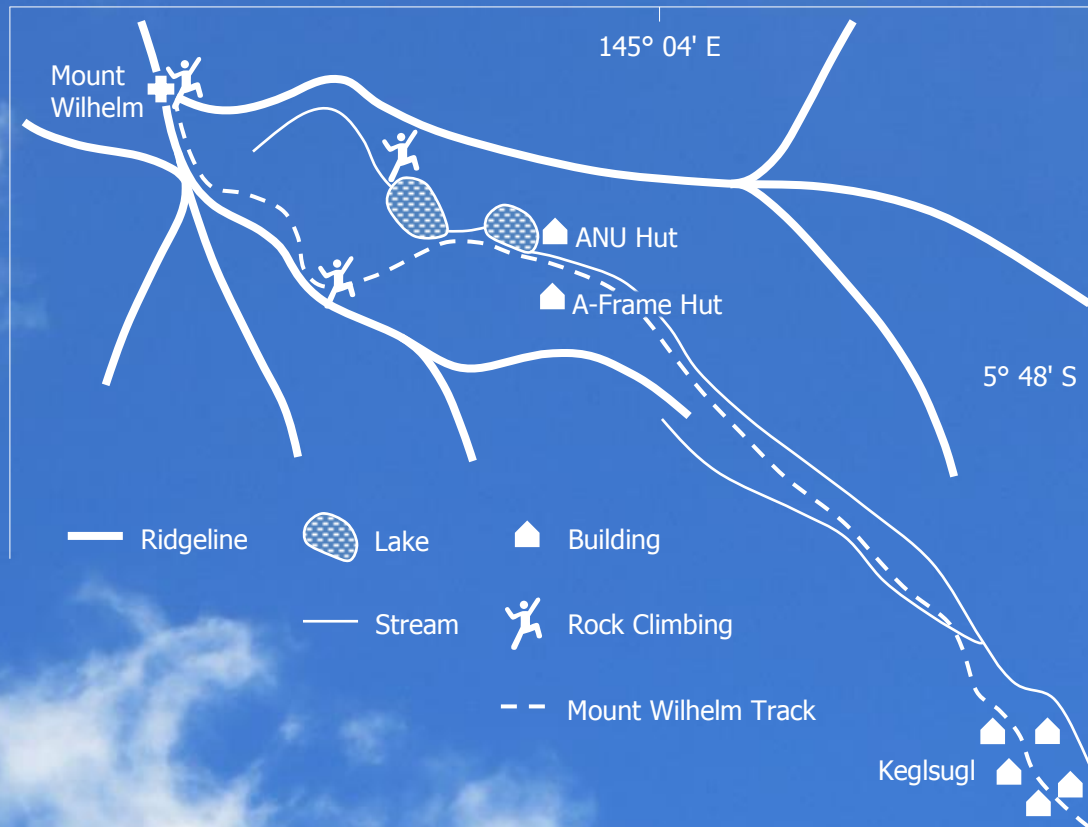 145° 04' E
Mount
Wilhelm
ANU Hut
A-Frame Hut
5° 48' S
Ridgeline
Lake
Building
Stream
Rock Climbing
Mount Wilhelm Track
Keglsugl